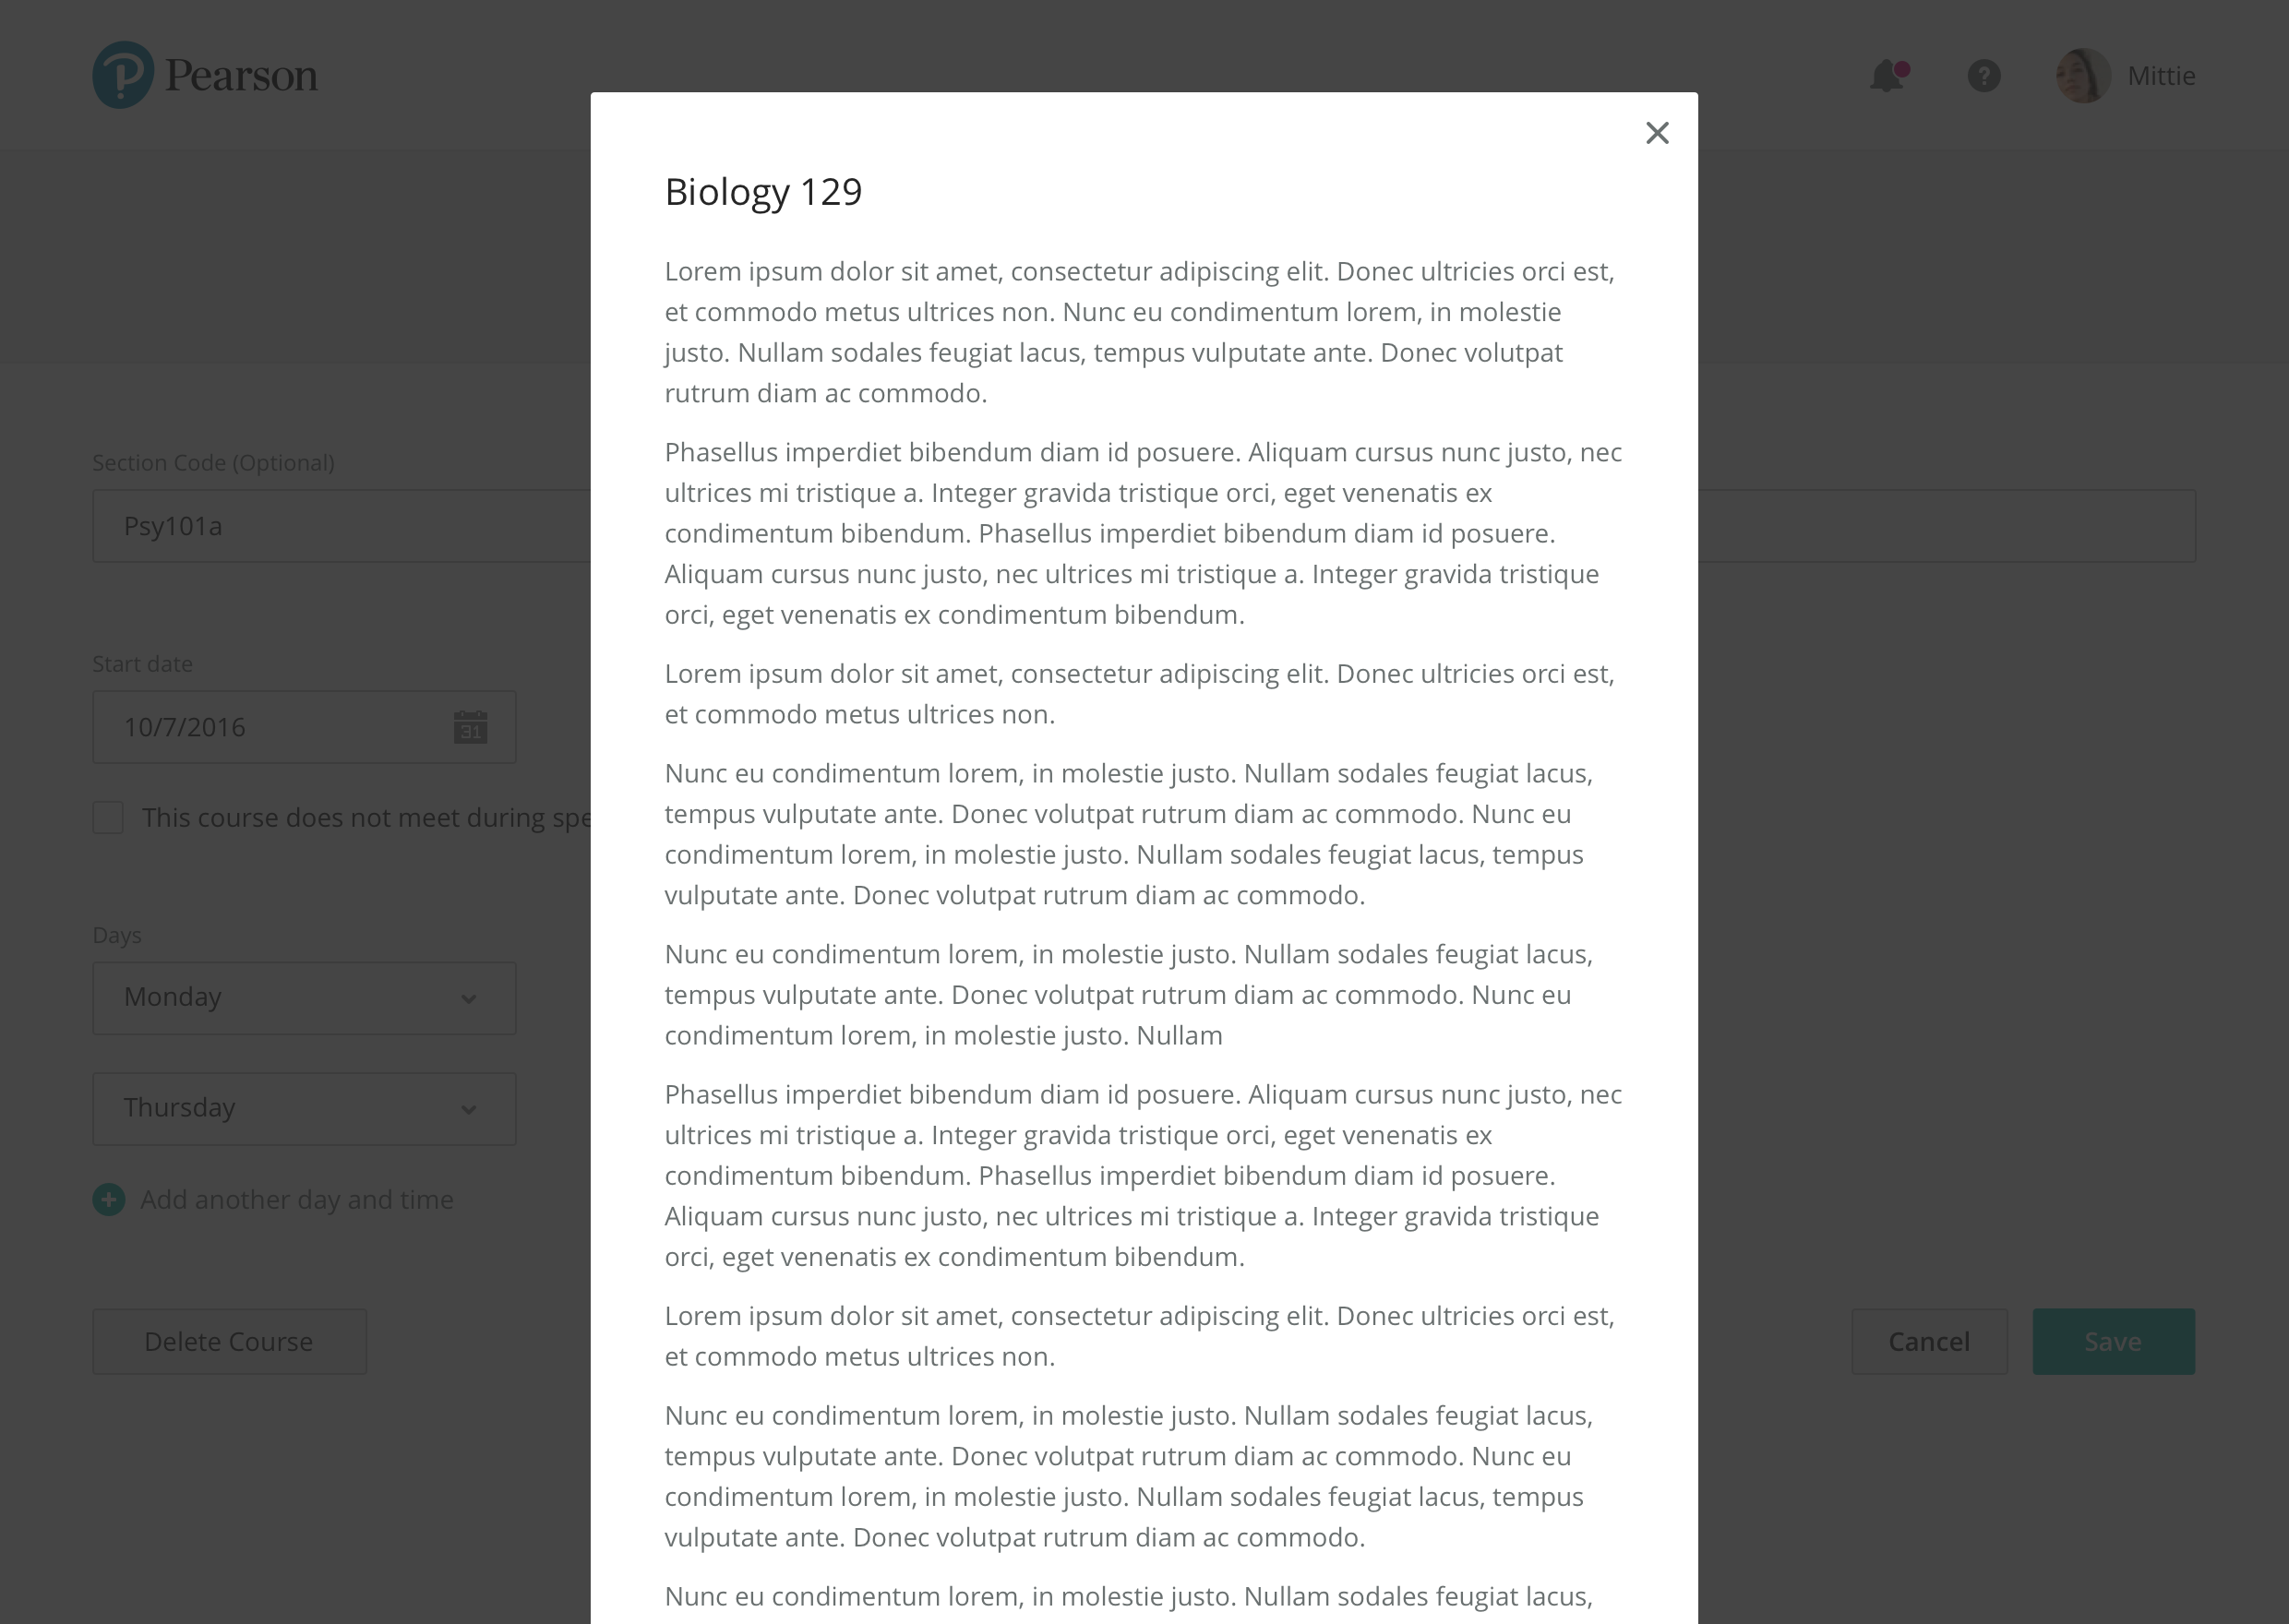 Pearson
Mittie
Biology 129
Lorem ipsum dolor sit amet, consectetur adipiscing elit. Donec ultricies orci est,
et commodo metus ultrices non. Nunc eu condimentum lorem, in molestie
justo. Nullam sodales feugiat lacus, tempus vulputate ante. Donec volutpat
rutrum diam ac commodo.
Phasellus imperdiet bibendum diam id posuere. Aliquam cursus nunc justo, nec
ultrices mi tristique a. Integer gravida tristique orci, eget venenatis ex
condimentum bibendum. Phasellus imperdiet bibendum diam id posuere.
Aliquam cursus nunc justo, nec ultrices mi tristique a. Integer gravida tristique
orci, eget venenatis ex condimentum bibendum.
Lorem ipsum dolor sit amet, consectetur adipiscing elit. Donec ultricies orci est,
et commodo metus ultrices non.
Nunc eu condimentum lorem, in molestie justo. Nullam sodales feugiat lacus,
tempus vulputate ante. Donec volutpat rutrum diam ac commodo. Nunc eu
condimentum lorem, in molestie justo. Nullam sodales feugiat lacus, tempus
vulputate ante. Donec volutpat rutrum diam ac commodo.
Nunc eu condimentum lorem, in molestie justo. Nullam sodales feugiat lacus,
tempus vulputate ante. Donec volutpat rutrum diam ac commodo. Nunc eu
condimentum lorem, in molestie justo. Nullam
Phasellus imperdiet bibendum diam id posuere. Aliquam cursus nunc justo, nec
ultrices mi tristique a. Integer gravida tristique orci, eget venenatis ex
condimentum bibendum. Phasellus imperdiet bibendum diam id posuere.
Aliquam cursus nunc justo, nec ultrices mi tristique a. Integer gravida tristique
orci, eget venenatis ex condimentum bibendum.
Lorem ipsum dolor sit amet, consectetur adipiscing elit. Donec ultricies orci est,
et commodo metus ultrices non.
Nunc eu condimentum lorem, in molestie justo. Nullam sodales feugiat lacus,
tempus vulputate ante. Donec volutpat rutrum diam ac commodo. Nunc eu
condimentum lorem, in molestie justo. Nullam sodales feugiat lacus, tempus
vulputate ante. Donec volutpat rutrum diam ac commodo.
Nunc eu condimentum lorem, in molestie justo. Nullam sodales feugiat lacus,
Section Code (Optional)
Psy101a
Start date
10/7/2016
31
This course does not meet during spe
Days
Monday
Thursday
Add another day and time
Delete Course
Cancel
Save